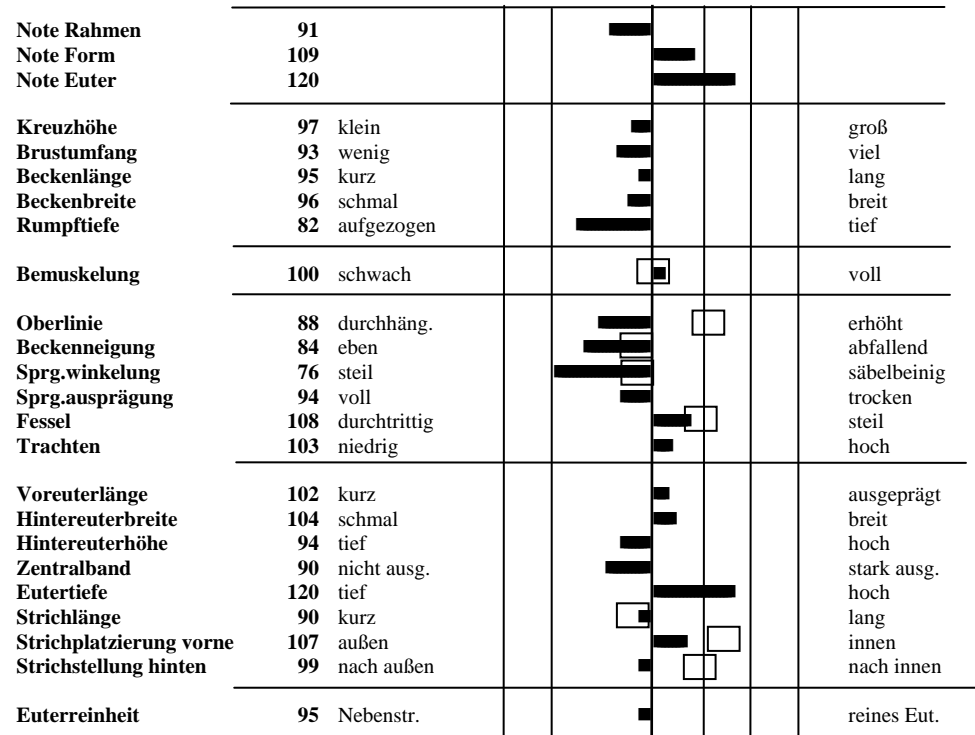 Note Rahmen 91
Note Form 109
Note Euter 120
Kreuzhöhe 97 klein groß
Brustumfang 93 wenig viel
Beckenlänge 95 kurz lang
Beckenbreite 96 schmal breit
Rumpftiefe 82 aufgezogen tief
Bemuskelung 100 schwach voll
Oberlinie 88 durchhäng. erhöht
Beckenneigung 84 eben abfallend
Sprg.winkelung 76 steil säbelbeinig
Sprg.ausprägung 94 voll trocken
Fessel 108 durchtrittig steil
Trachten 103 niedrig hoch
Voreuterlänge 102 kurz ausgeprägt
Hintereuterbreite 104 schmal breit
Hintereuterhöhe 94 tief hoch
Zentralband 90 nicht ausg. stark ausg.
Eutertiefe 120 tief hoch
Strichlänge 90 kurz lang
Strichplatzierung vorne 107 außen innen
Strichstellung hinten 99 nach außen nach innen
Euterreinheit 95 Nebenstr. reines Eut.